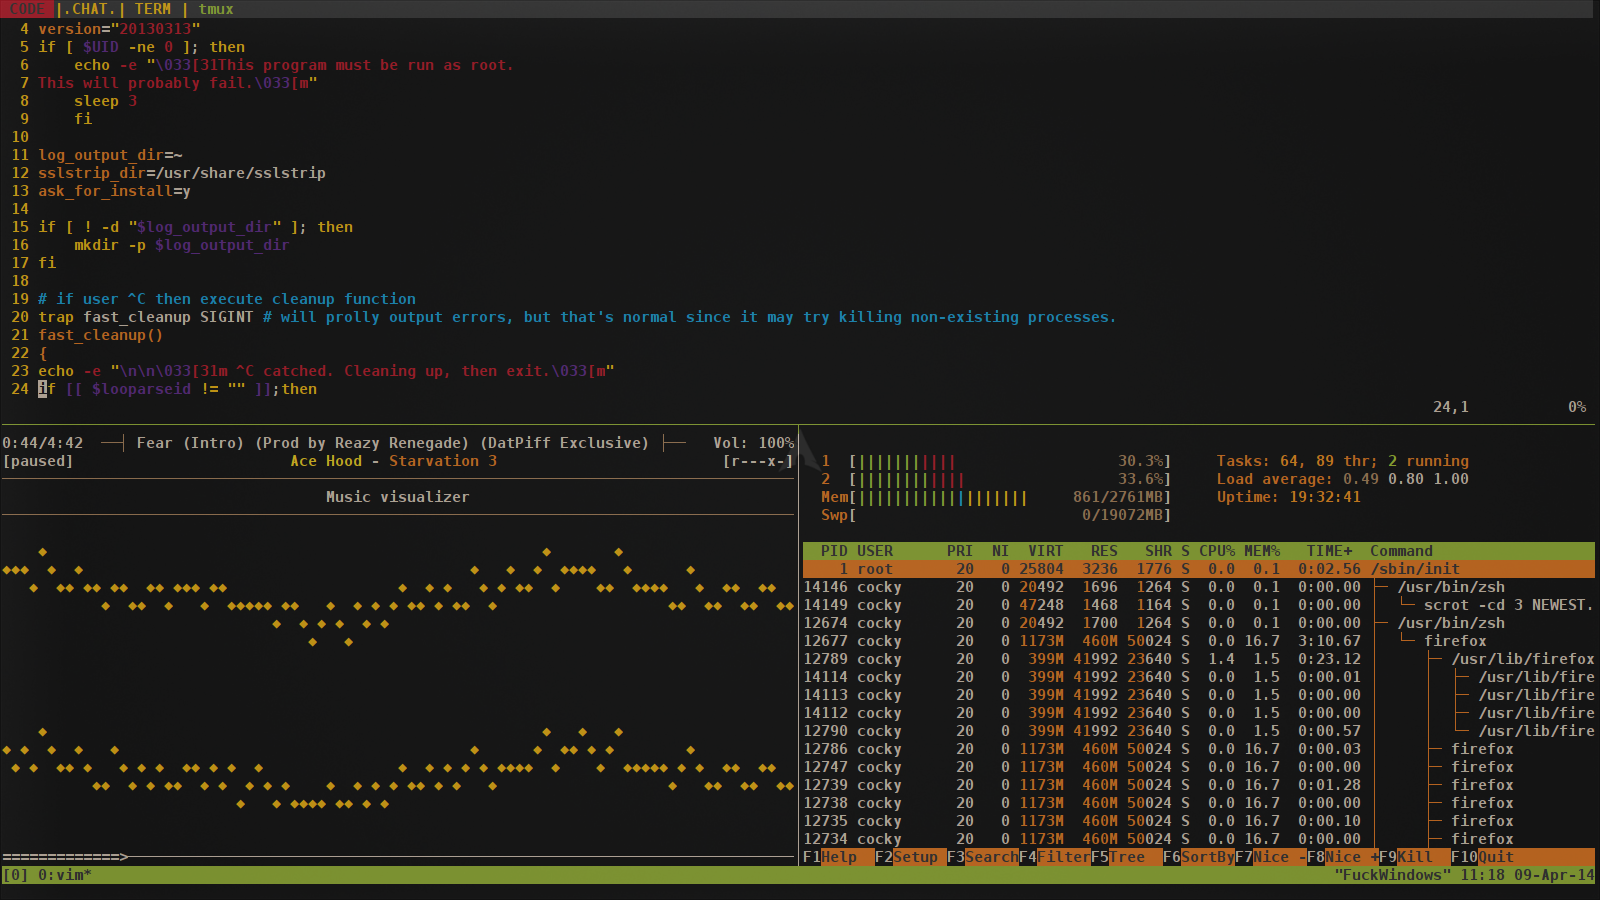 CODE |.CHAT.| TERM | tmux
4 version="20130313"
5 if [ $UID -ne 0 ]; then
6     echo -e "\033[31This program must be run as root.
7 This will probably fail.\033[m"
8     sleep 3
9     fi
10
11 log_output_dir=~
12 sslstrip_dir=/usr/share/sslstrip
13 ask_for_install=y
14
15 if [ ! -d "$log_output_dir" ]; then
16     mkdir -p $log_output_dir
17 fi
18
19 # if user ^C then execute cleanup function
20 trap fast_cleanup SIGINT # will prolly output errors, but that's normal since it may try killing non-existing processes.
21 fast_cleanup()
22 {
23 echo -e "\n\n\033[31m ^C catched. Cleaning up, then exit.\033[m"
24 if [[ $looparseid != "" ]];then
24,1 0%
0:44/4:42 ──┤ Fear (Intro) (Prod by Reazy Renegade) (DatPiff Exclusive) ├── Vol: 100%
[paused] Ace Hood - Starvation 3 [r---x-]
Music visualizer
=============>
1 [||||||||||| 30.3%]
2 [|||||||||||| 33.6%]
Mem[||||||||||||||||||| 861/2761MB]
Swp[ 0/19072MB]
Tasks: 64, 89 thr; 2 running
Load average: 0.49 0.80 1.00
Uptime: 19:32:41
PID USER PRI NI VIRT RES SHR S CPU% MEM% TIME+ Command
1 root 20 0 25804 3236 1776 S 0.0 0.1 0:02.56 /sbin/init
14146 cocky 20 0 20492 1696 1264 S 0.0 0.1 0:00.00 ├─ /usr/bin/zsh
14149 cocky 20 0 47248 1468 1164 S 0.0 0.1 0:00.00 │ └─ scrot -cd 3 NEWEST.
12674 cocky 20 0 20492 1700 1264 S 0.0 0.1 0:00.00 ├─ /usr/bin/zsh
12677 cocky 20 0 1173M 460M 50024 S 0.0 16.7 3:10.67 │ └─ firefox
12789 cocky 20 0 399M 41992 23640 S 1.4 1.5 0:23.12 │ ├─ /usr/lib/firefox
14114 cocky 20 0 399M 41992 23640 S 0.0 1.5 0:00.01 │ │ ├─ /usr/lib/fire
14113 cocky 20 0 399M 41992 23640 S 0.0 1.5 0:00.00 │ │ ├─ /usr/lib/fire
14112 cocky 20 0 399M 41992 23640 S 0.0 1.5 0:00.00 │ │ ├─ /usr/lib/fire
12790 cocky 20 0 399M 41992 23640 S 0.0 1.5 0:00.57 │ │ └─ /usr/lib/fire
12786 cocky 20 0 1173M 460M 50024 S 0.0 16.7 0:00.03 │ ├─ firefox
12747 cocky 20 0 1173M 460M 50024 S 0.0 16.7 0:00.00 │ ├─ firefox
12739 cocky 20 0 1173M 460M 50024 S 0.0 16.7 0:01.28 │ ├─ firefox
12738 cocky 20 0 1173M 460M 50024 S 0.0 16.7 0:00.00 │ ├─ firefox
12735 cocky 20 0 1173M 460M 50024 S 0.0 16.7 0:00.10 │ ├─ firefox
12734 cocky 20 0 1173M 460M 50024 S 0.0 16.7 0:00.00 │ ├─ firefox
F1Help F2Setup F3SearchF4FilterF5Tree F6SortByF7Nice -F8Nice +F9Kill F10Quit
[0] 0:vim* "FuckWindows" 11:18 09-Apr-14